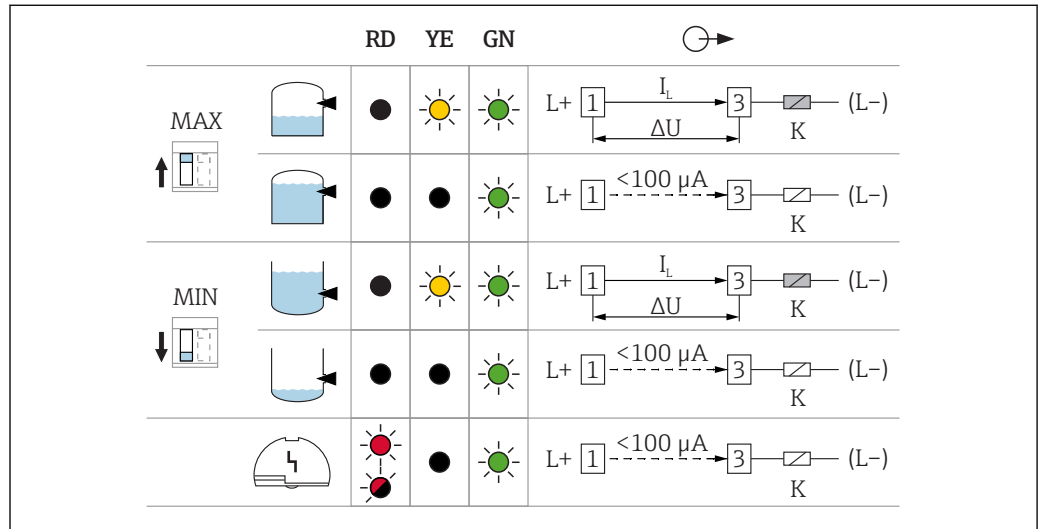 RD YE GN
MAX
L+ 1 I_L 3 (L−)
ΔU K
<100 µA
L+ 1 3 (L−)
K
MIN
L+ 1 I_L 3 (L−)
ΔU K
<100 µA
L+ 1 3 (L−)
K
<100 µA
L+ 1 3 (L−)
K